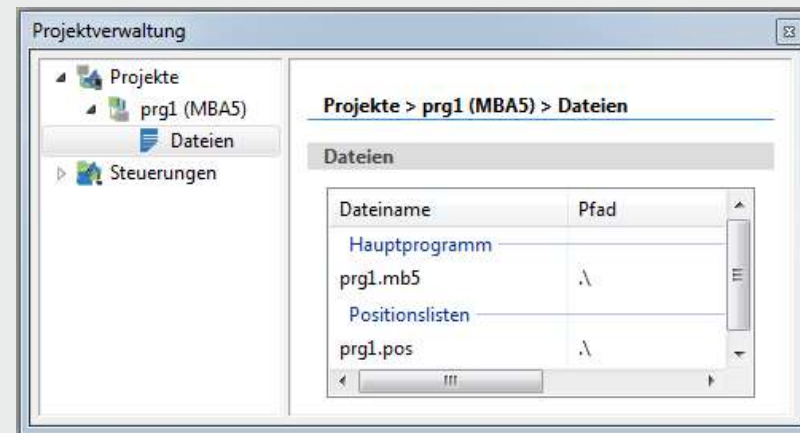 Projektverwaltung
Projekte
prg1 (MBA5)
Dateien
Steuerungen
Projekte > prg1 (MBA5) > Dateien
Dateien
Dateiname Pfad
Hauptprogramm
prg1.mb5 .\
Positionslisten
prg1.pos .\